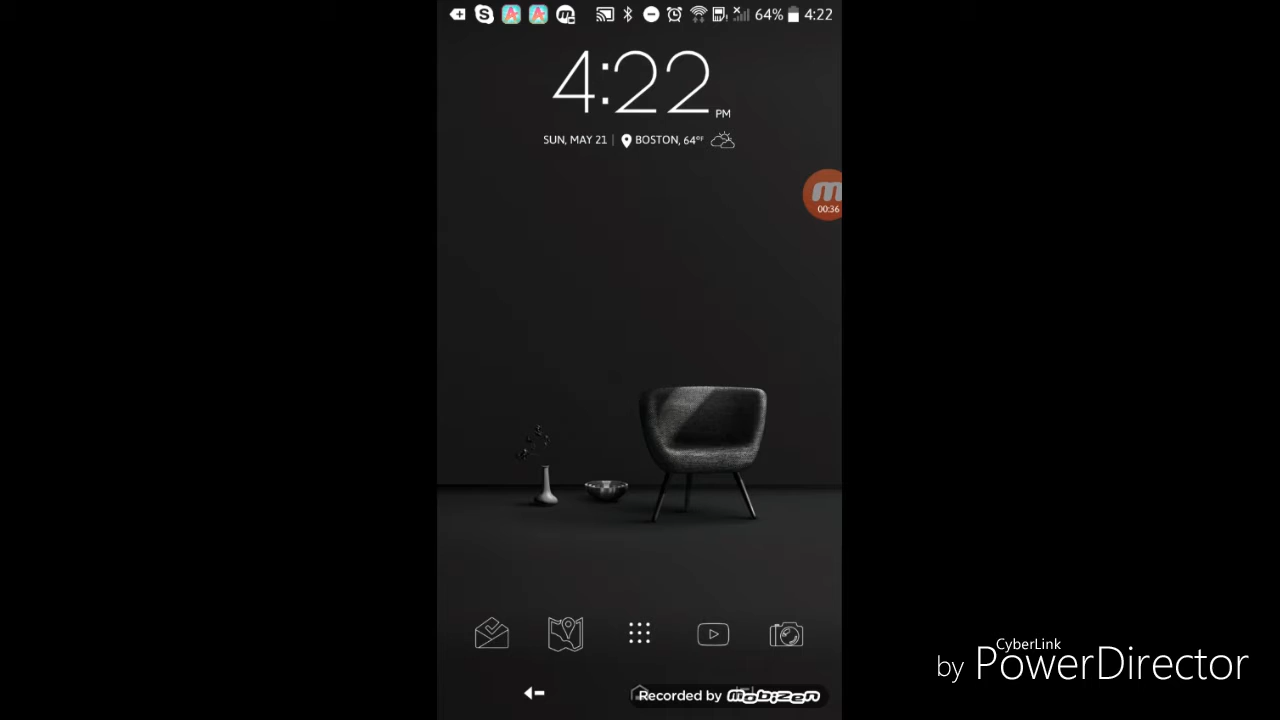 64% 4:22
4:22 PM
SUN, MAY 21 | BOSTON, 64°F
m
00:36
CyberLink
by PowerDirector
Recorded by mobizen